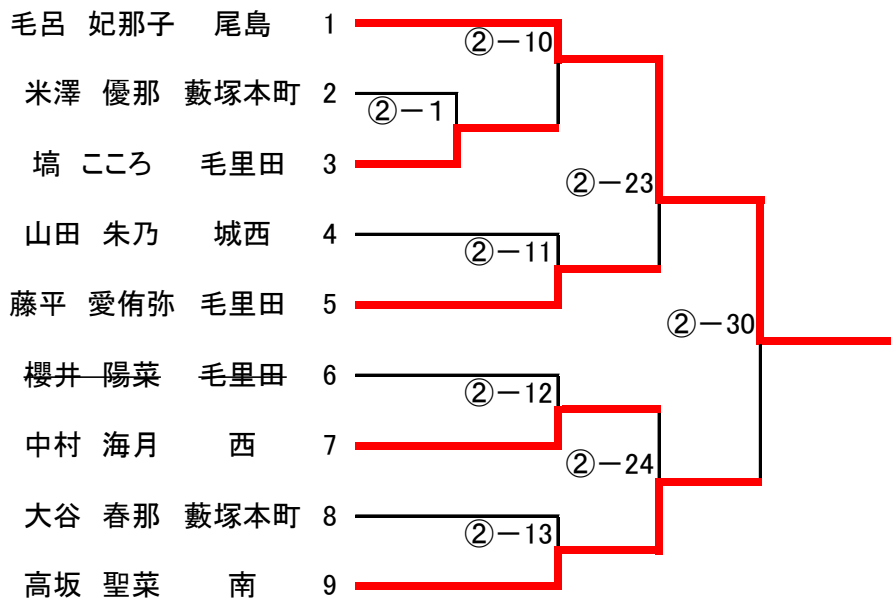 毛呂 妃那子 尾島 1
②-10
米澤 優那 藪塚本町 2
②-1
塙 こころ 毛里田 3
②-23
山田 朱乃 城西 4
②-11
藤平 愛侑弥 毛里田 5
②-30
櫻井 陽菜 毛里田 6
②-12
中村 海月 西 7
②-24
大谷 春那 藪塚本町 8
②-13
高坂 聖菜 南 9